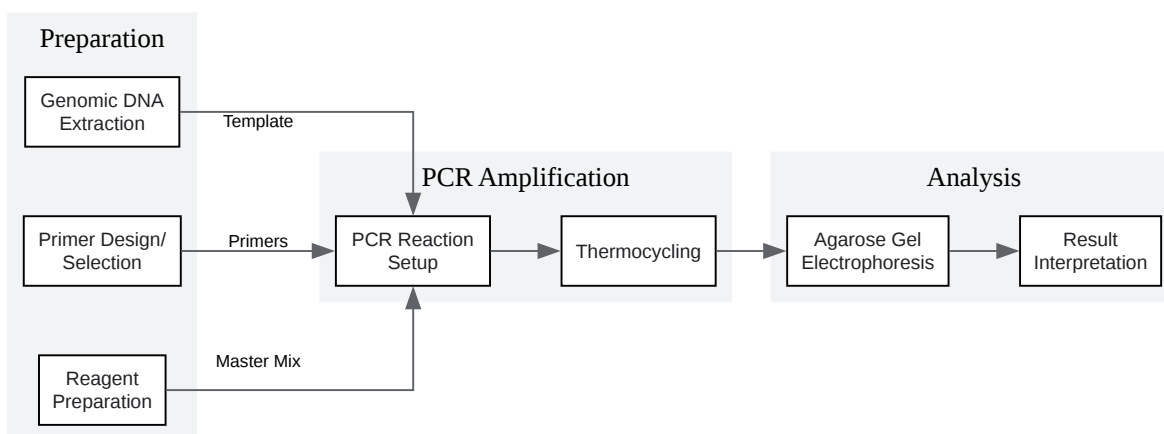 Preparation
Genomic DNA
Extraction
Template
PCR Amplification
Analysis
Primer Design/
Selection
Primers
PCR Reaction
Setup
Thermocycling
Agarose Gel
Electrophoresis
Result
Interpretation
Master Mix
Reagent
Preparation